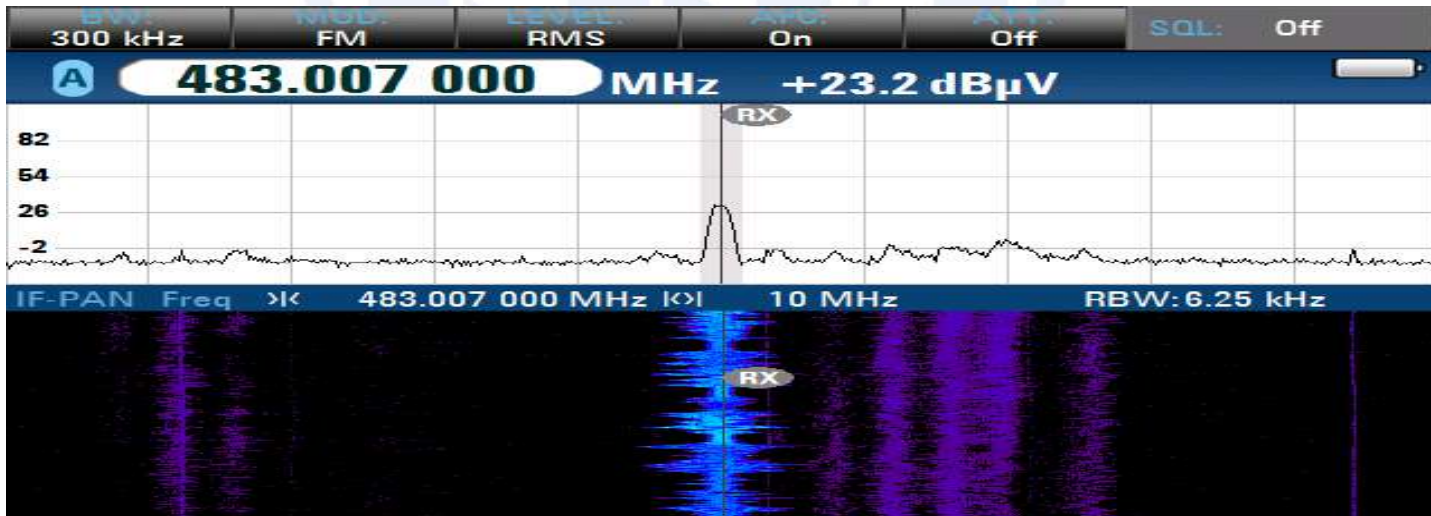 BW: MOD: LEVEL: AFC: ATT: SQL: Off
300 kHz FM RMS On Off
A 483.007 000 MHz +23.2 dBµV
RX
82
54
26
-2
IF-PAN Freq >|< 483.007 000 MHz |<>| 10 MHz RBW: 6.25 kHz
RX